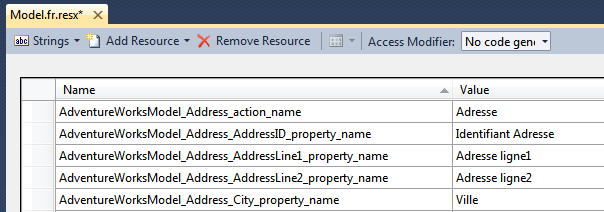 Model.fr.resx*
Strings Add Resource Remove Resource Access Modifier: No code gen
Name Value
AdventureWorksModel_Address_action_name Adresse
AdventureWorksModel_Address_AddressID_property_name Identifiant Adresse
AdventureWorksModel_Address_AddressLine1_property_name Adresse ligne1
AdventureWorksModel_Address_AddressLine2_property_name Adresse ligne2
AdventureWorksModel_Address_City_property_name Ville